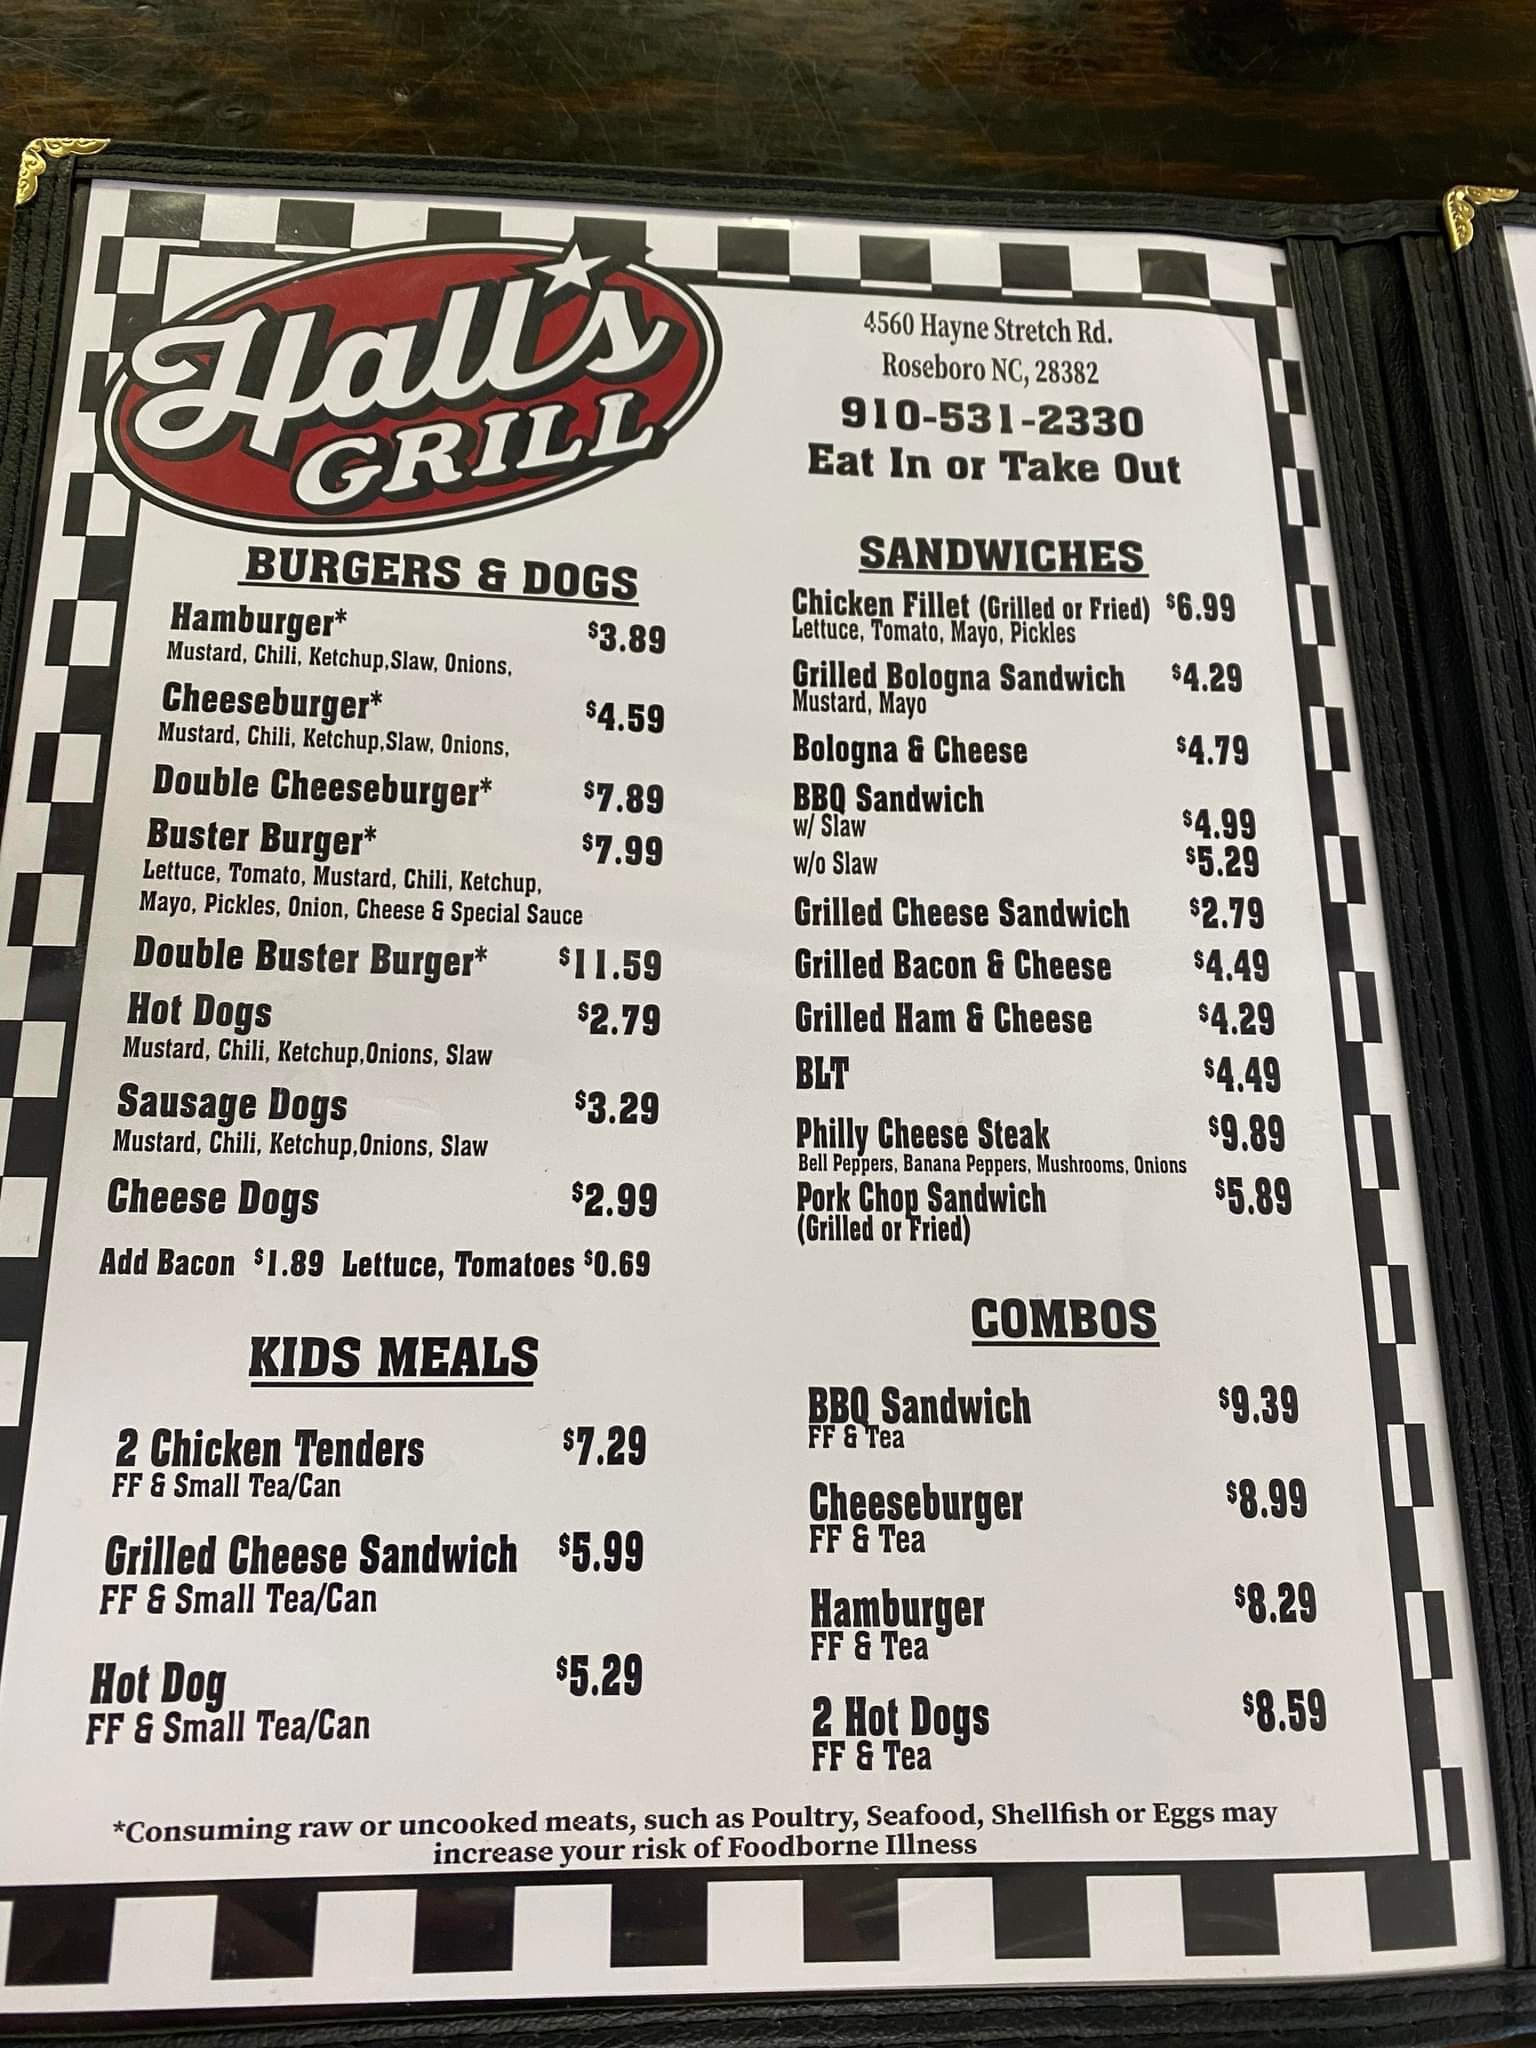 Hall's
GRILL
4560 Hayne Stretch Rd.
Roseboro NC, 28382
910-531-2330
Eat In or Take Out
BURGERS & DOGS
Hamburger* $3.89
Mustard, Chili, Ketchup,Slaw, Onions,
Cheeseburger* $4.59
Mustard, Chili, Ketchup,Slaw, Onions,
Double Cheeseburger* $7.89
Buster Burger* $7.99
Lettuce, Tomato, Mustard, Chili, Ketchup,
Mayo, Pickles, Onion, Cheese & Special Sauce
Double Buster Burger* $11.59
Hot Dogs $2.79
Mustard, Chili, Ketchup,Onions, Slaw
Sausage Dogs $3.29
Mustard, Chili, Ketchup,Onions, Slaw
Cheese Dogs $2.99
Add Bacon $1.89 Lettuce, Tomatoes $0.69
KIDS MEALS
2 Chicken Tenders $7.29
FF & Small Tea/Can
Grilled Cheese Sandwich $5.99
FF & Small Tea/Can
Hot Dog $5.29
FF & Small Tea/Can
SANDWICHES
Chicken Fillet (Grilled or Fried) $6.99
Lettuce, Tomato, Mayo, Pickles
Grilled Bologna Sandwich $4.29
Mustard, Mayo
Bologna & Cheese $4.79
BBQ Sandwich
w/ Slaw $4.99
w/o Slaw $5.29
Grilled Cheese Sandwich $2.79
Grilled Bacon & Cheese $4.49
Grilled Ham & Cheese $4.29
BLT $4.49
Philly Cheese Steak $9.89
Bell Peppers, Banana Peppers, Mushrooms, Onions
Pork Chop Sandwich $5.89
(Grilled or Fried)
COMBOS
BBQ Sandwich $9.39
FF & Tea
Cheeseburger $8.99
FF & Tea
Hamburger $8.29
FF & Tea
2 Hot Dogs $8.59
FF & Tea
*Consuming raw or uncooked meats, such as Poultry, Seafood, Shellfish or Eggs may
increase your risk of Foodborne Illness